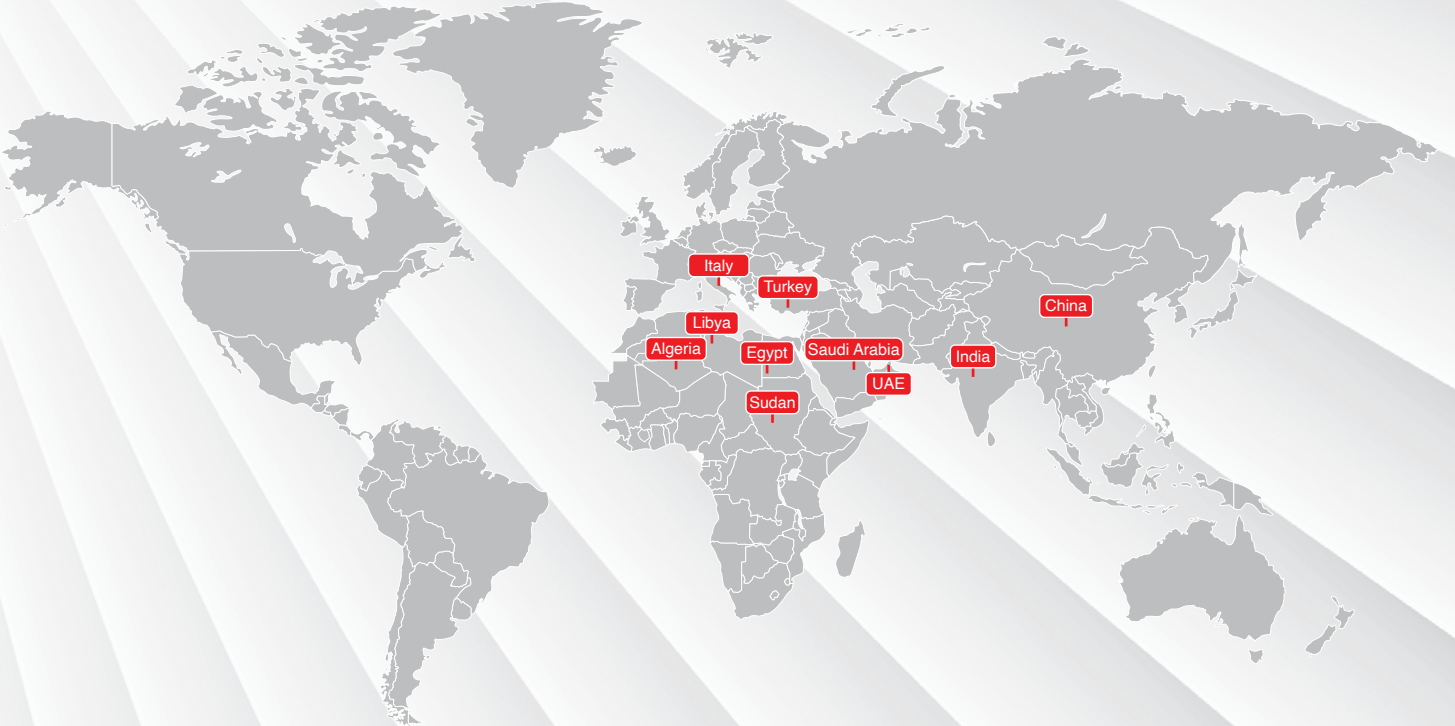 Italy
Turkey
China
Libya
Algeria
Egypt
Saudi Arabia
India
UAE
Sudan